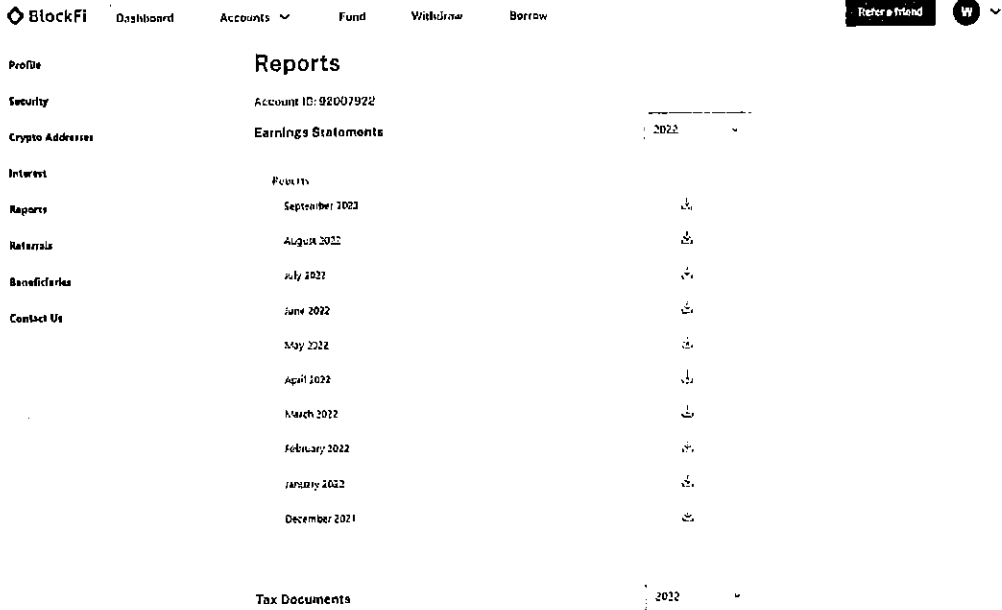 BlockFi Dashboard Accounts Fund Withdraw Borrow Refer a friend W
Profile
Security
Crypto Addresses
Interest
Reports
Referrals
Beneficiaries
Contact Us
Reports
Account ID: 92007922
Earnings Statements 2022
Reports
September 2022
August 2022
July 2022
June 2022
May 2022
April 2022
March 2022
February 2022
January 2022
December 2021
Tax Documents 2022